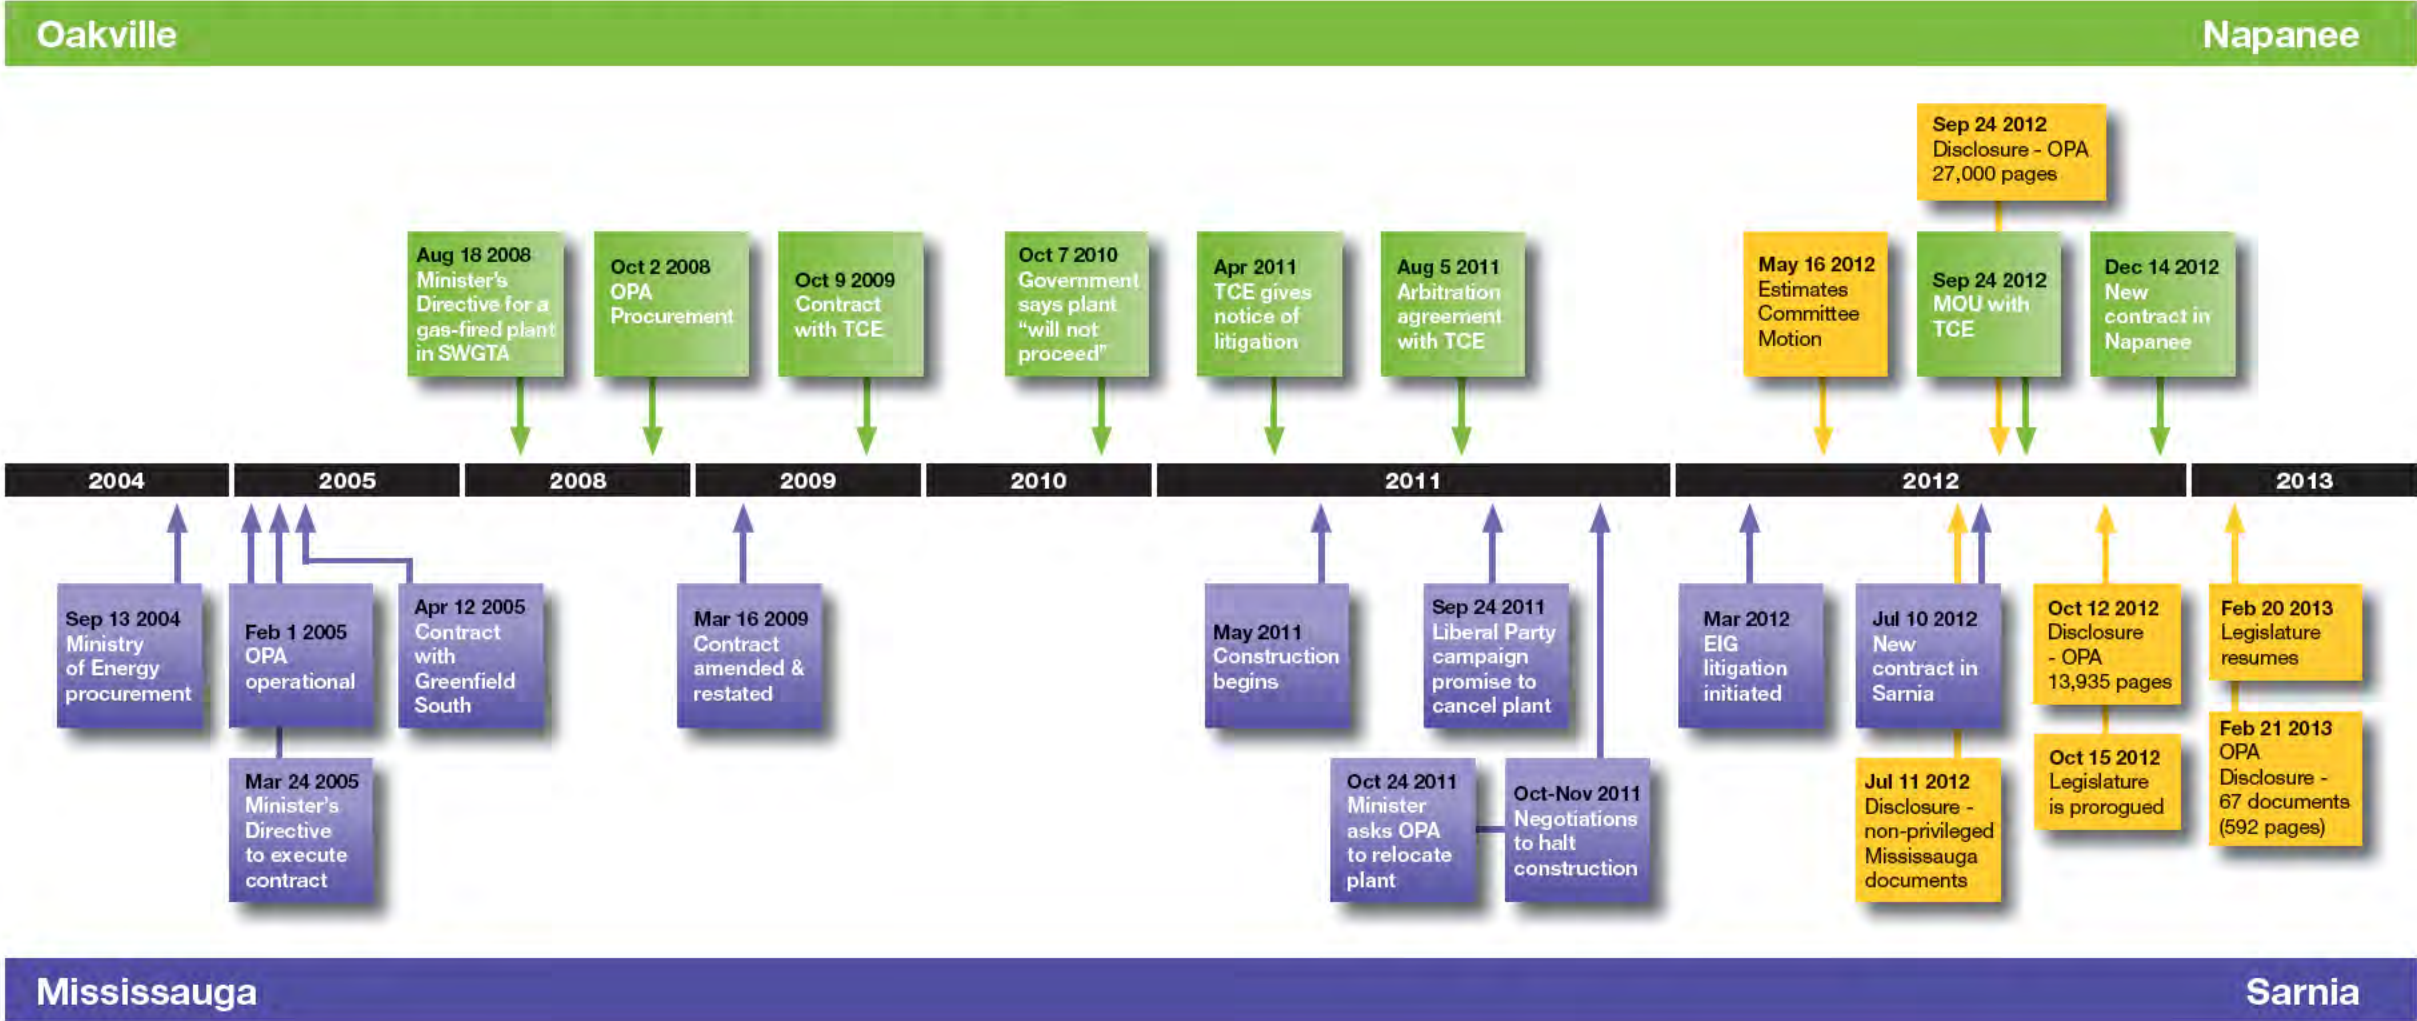 Oakville
Napanee
Sep 24 2012
Disclosure - OPA
27,000 pages
Aug 18 2008
Minister's
Directive for a
gas-fired plant
in SWGTA
Oct 2 2008
OPA
Procurement
Oct 9 2009
Contract
with TCE
Oct 7 2010
Government
says plant
“will not
proceed”
Apr 2011
TCE gives
notice of
litigation
Aug 5 2011
Arbitration
agreement
with TCE
May 16 2012
Estimates
Committee
Motion
Sep 24 2012
MOU with
TCE
Dec 14 2012
New
contract in
Napanee
2004
2005
2008
2009
2010
2011
2012
2013
Sep 13 2004
Ministry
of Energy
procurement
Feb 1 2005
OPA
operational
Apr 12 2005
Contract
with
Greenfield
South
Mar 16 2009
Contract
amended &
restated
May 2011
Construction
begins
Sep 24 2011
Liberal Party
campaign
promise to
cancel plant
Mar 2012
EIG
litigation
initiated
Jul 10 2012
New
contract in
Sarnia
Oct 12 2012
Disclosure
- OPA
13,935 pages
Feb 20 2013
Legislature
resumes
Mar 24 2005
Minister's
Directive
to execute
contract
Oct 24 2011
Minister
asks OPA
to relocate
plant
Oct-Nov 2011
Negotiations
to halt
construction
Jul 11 2012
Disclosure -
non-privileged
Mississauga
documents
Oct 15 2012
Legislature
is prorogued
Feb 21 2013
OPA
Disclosure -
67 documents
(592 pages)
Mississauga
Sarnia